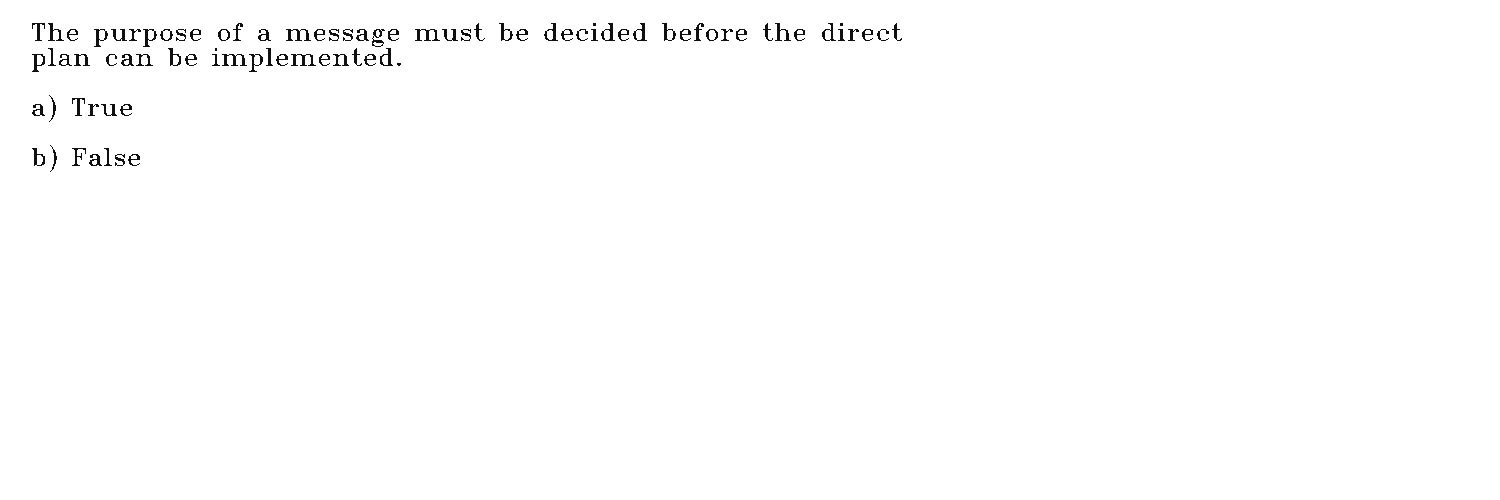 The purpose of a message must be decided before the direct
plan can be implemented.
a) True
b) False